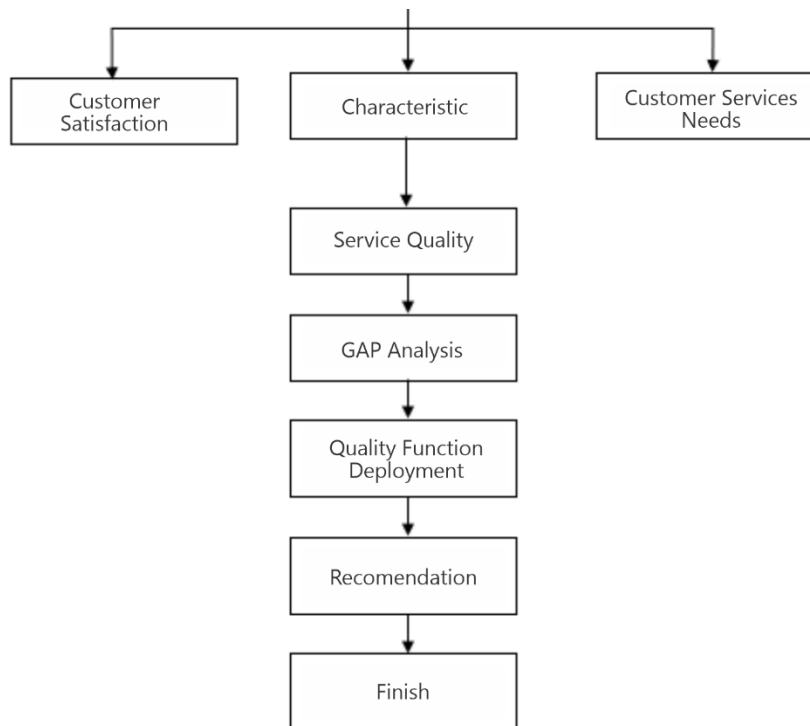 Customer
Satisfaction
Characteristic
Customer Services
Needs
Service Quality
GAP Analysis
Quality Function
Deployment
Recomendation
Finish